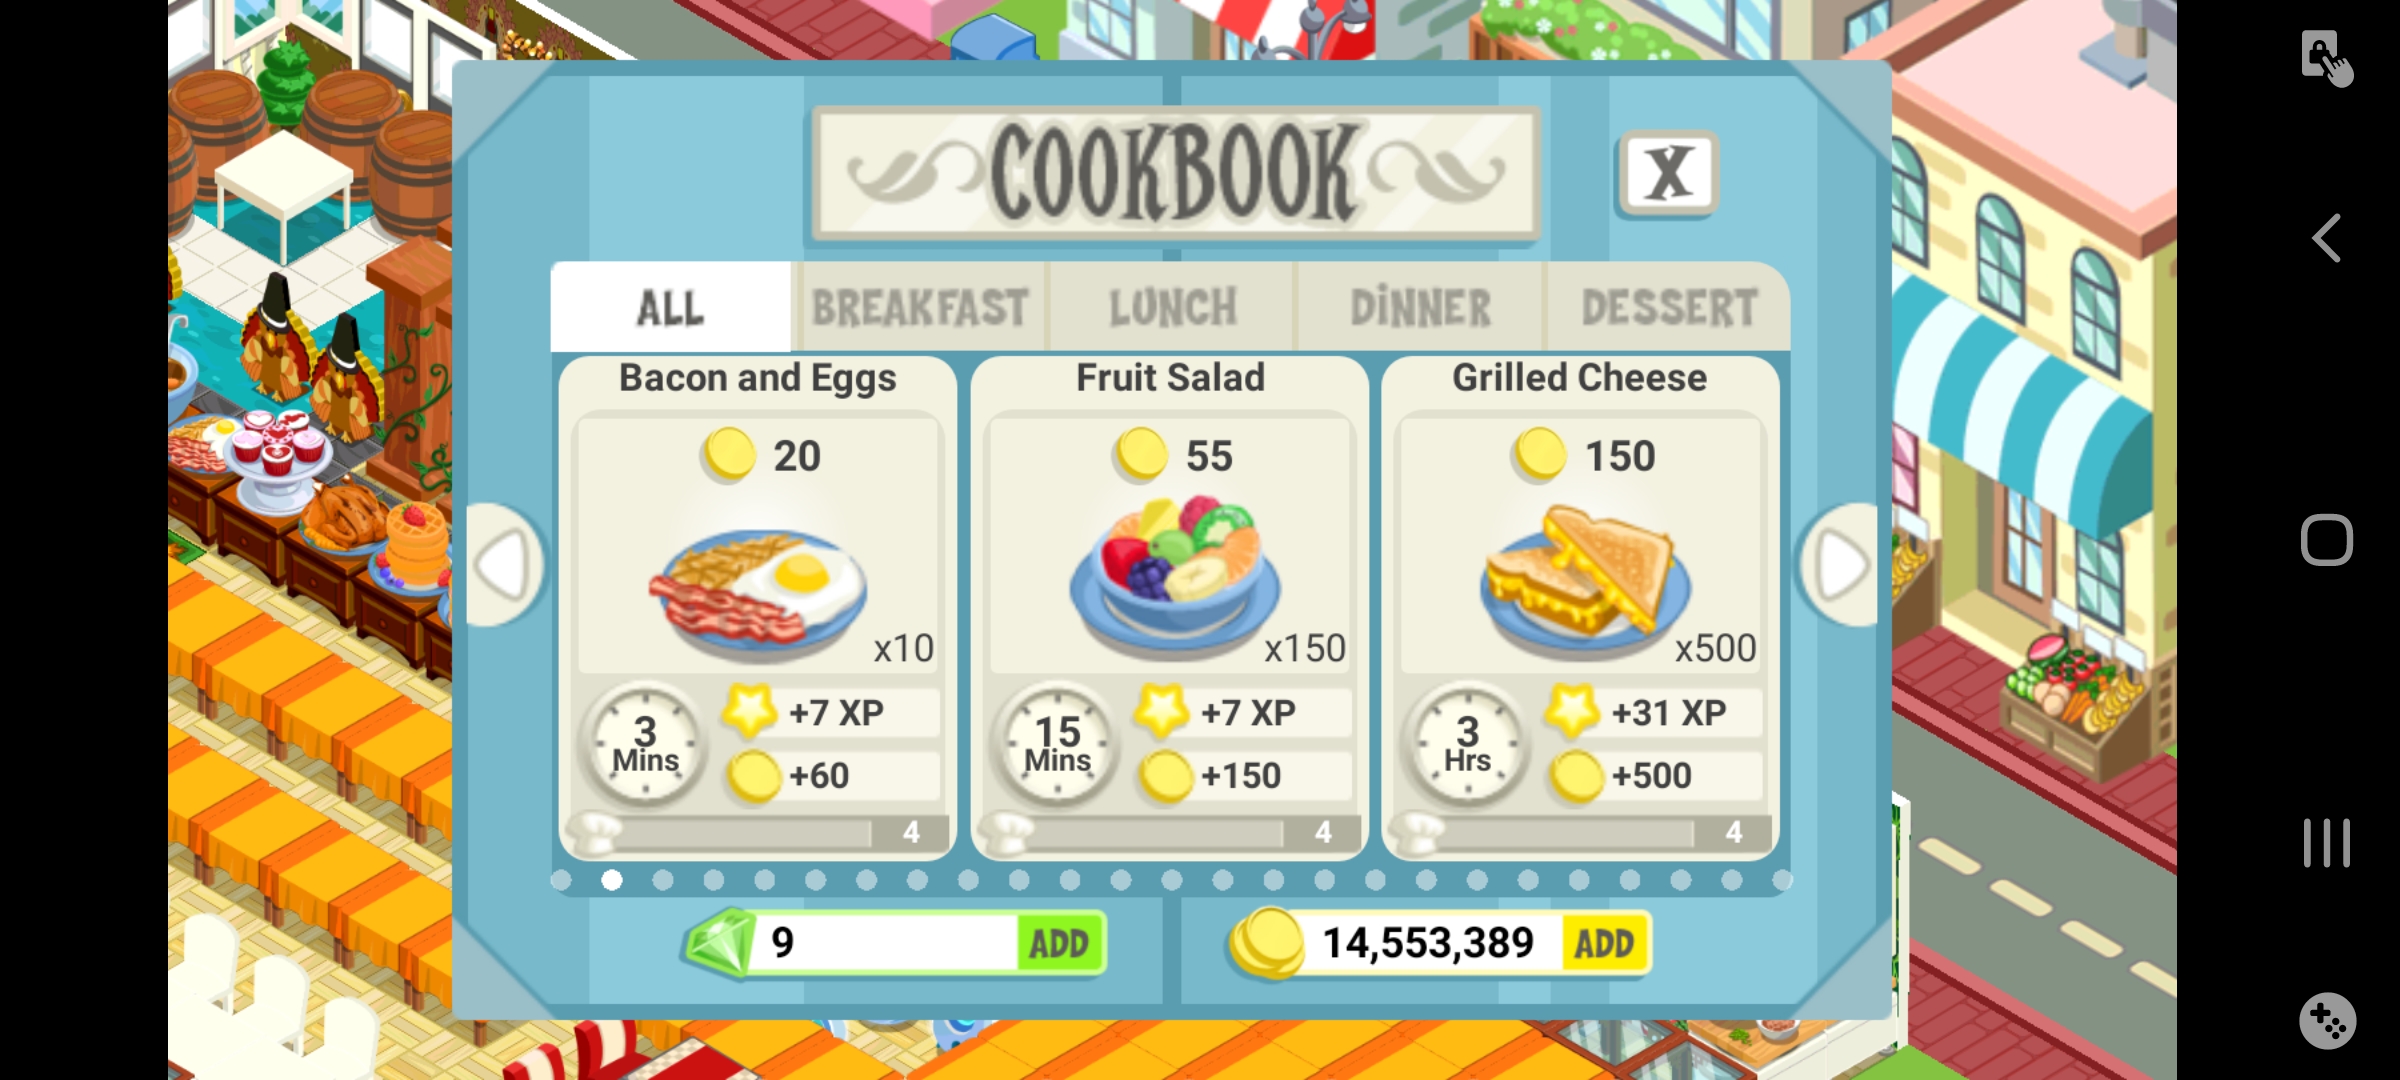 COOKBOOK
X
ALL BREAKFAST LUNCH DINNER DESSERT
Bacon and Eggs
20
x10
3
Mins
+7 XP
+60
4
Fruit Salad
55
x150
15
Mins
+7 XP
+150
4
Grilled Cheese
150
x500
3
Hrs
+31 XP
+500
4
9 ADD
14,553,389 ADD